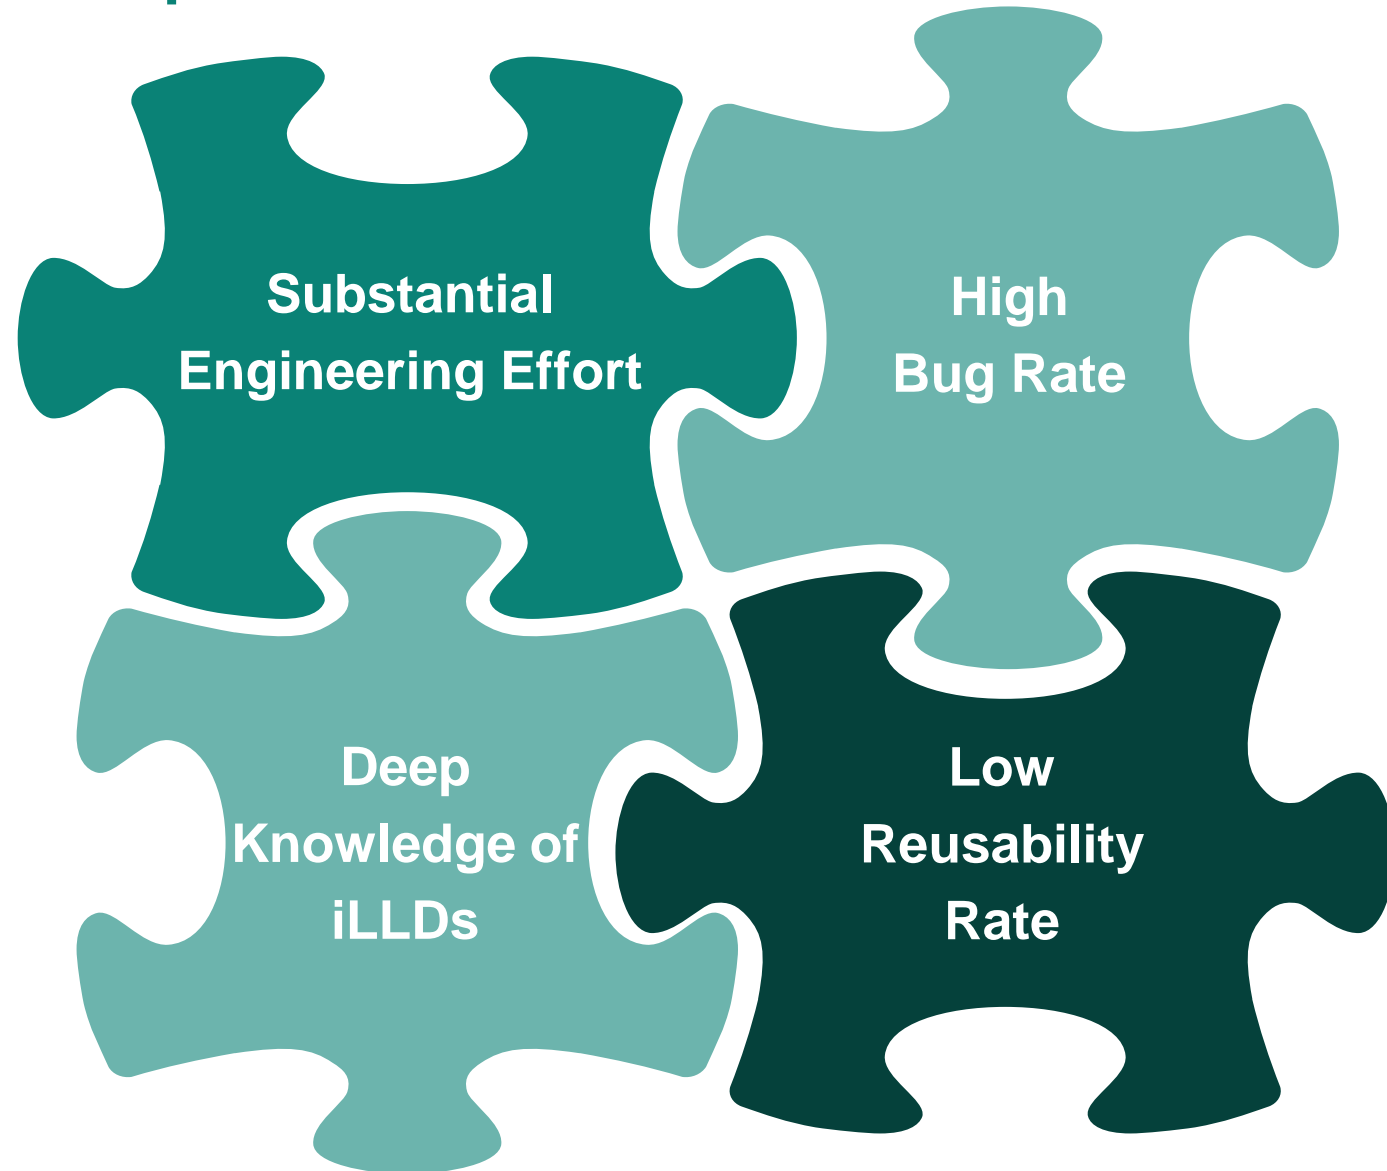 Substantial
Engineering Effort
High
Bug Rate
Deep
Knowledge of
iLLDs
Low
Reusability
Rate